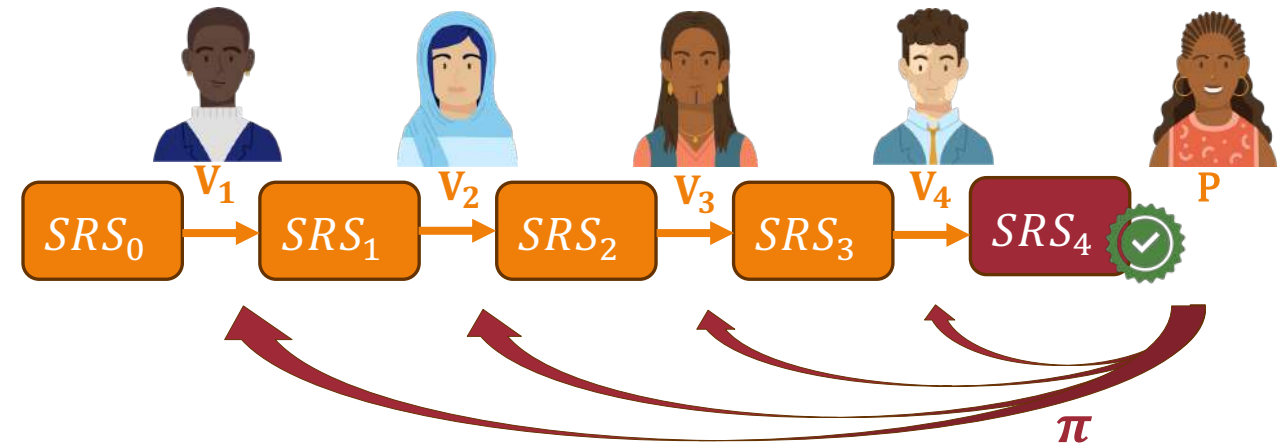 V₁ V₂ V₃ V₄ P
SRS₀ SRS₁ SRS₂ SRS₃ SRS₄
π